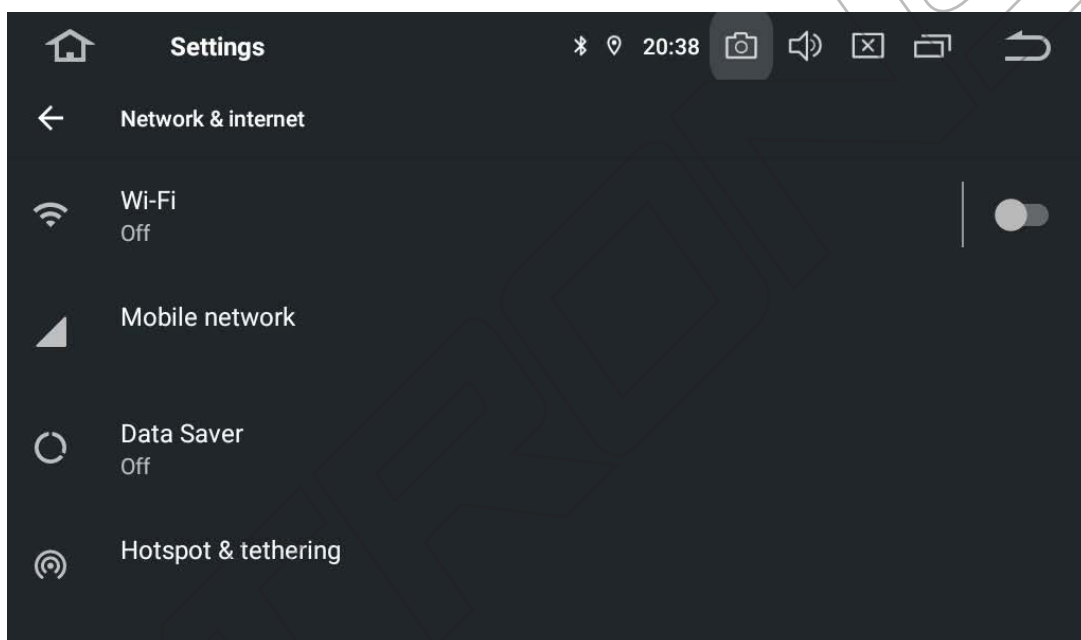 Settings
20:38
Network & internet
Wi-Fi
Off
Mobile network
Data Saver
Off
Hotspot & tethering